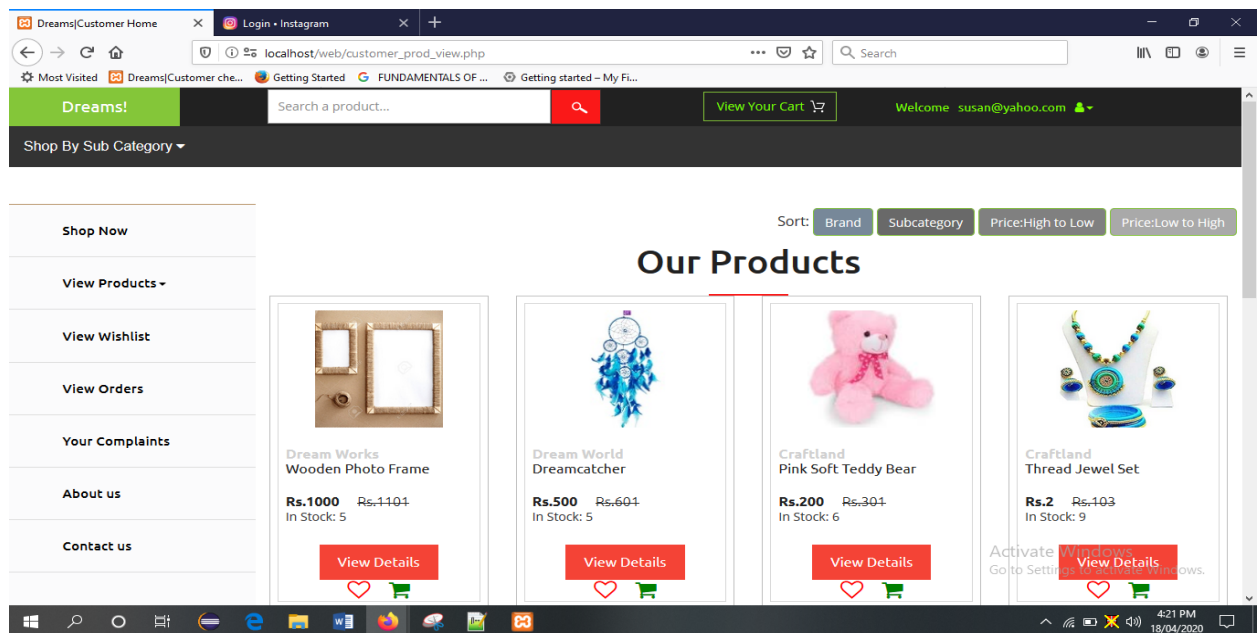 Dreams|Customer Home
Login • Instagram
localhost/web/customer_prod_view.php
Search
Most Visited Dreams|Customer che... Getting Started FUNDAMENTALS OF ... Getting started – My Fi...
Dreams!
Search a product...
View Your Cart
Welcome susan@yahoo.com
Shop By Sub Category
Shop Now
View Products
View Wishlist
View Orders
Your Complaints
About us
Contact us
Sort: Brand Subcategory Price:High to Low Price:Low to High
Our Products
Dream Works
Wooden Photo Frame
Rs.1000 Rs.1101
In Stock: 5
View Details
Dream World
Dreamcatcher
Rs.500 Rs.601
In Stock: 5
View Details
Craftland
Pink Soft Teddy Bear
Rs.200 Rs.301
In Stock: 6
View Details
Craftland
Thread Jewel Set
Rs.2 Rs.103
In Stock: 9
View Details
Activate Windows
Go to Settings to activate Windows.
4:21 PM
18/04/2020